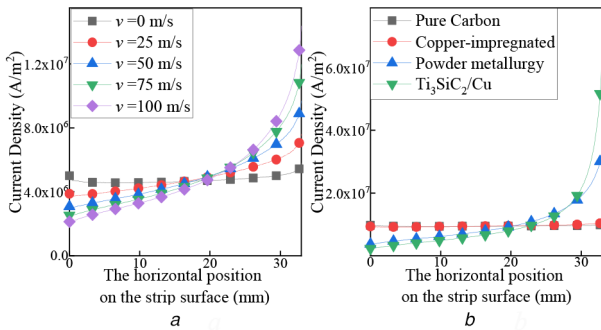 a
v =0 m/s
v =25 m/s
v =50 m/s
v =75 m/s
v =100 m/s
Current Density (A/m²)
1.2x10⁷
8.0x10⁶
4.0x10⁶
0.0
0 10 20 30
The horizontal position
on the strip surface (mm)
a
b
Pure Carbon
Copper-impregnated
Powder metallurgy
Ti₃SiC₂/Cu
Current Density (A/m²)
6.0x10⁷
4.0x10⁷
2.0x10⁷
0 10 20 30
The horizontal position
on the strip surface (mm)
b